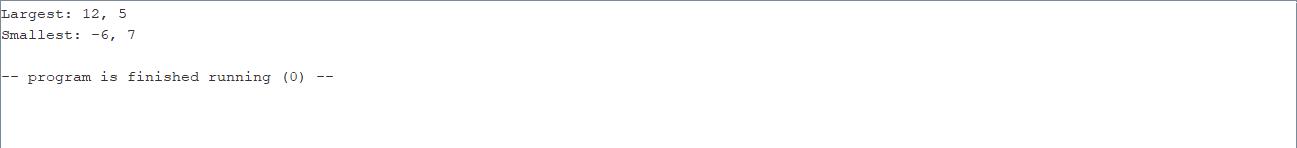 Largest: 12, 5
Smallest: -6, 7
-- program is finished running (0) --